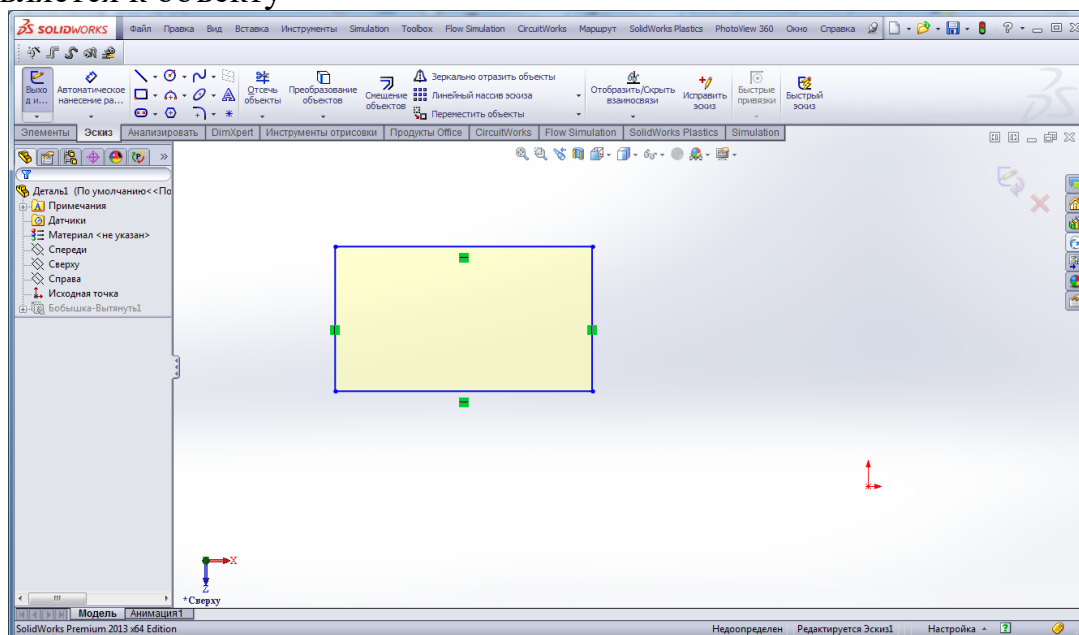 вляется к объекту
SOLIDWORKS Файл Правка Вид Вставка Инструменты Simulation Toolbox Flow Simulation CircuitWorks Маршрут SolidWorks Plastics PhotoView 360 Окно Справка
Выхо д и... Автоматическое нанесение ра... Отсечь объекты Преобразование объектов Смещение объектов Зеркально отразить объекты
Линейный массив эскиза
Переместить объекты
Отобразить/Скрыть взаимосвязи Исправить эскиз Быстрые привязки Быстрый эскиз
Элементы Эскиз Анализировать DimXpert Инструменты отрисовки Продукты Office CircuitWorks Flow Simulation SolidWorks Plastics Simulation
Деталь1 (По умолчанию<<По
Примечания
Датчики
Материал <не указан>
Спереди
Сверху
Справа
Исходная точка
Бобышка-Вытянуть1
X
Z
*Сверху
Модель Анимация1
SolidWorks Premium 2013 x64 Edition Недоопределен Редактируется Эскиз1 Настройка